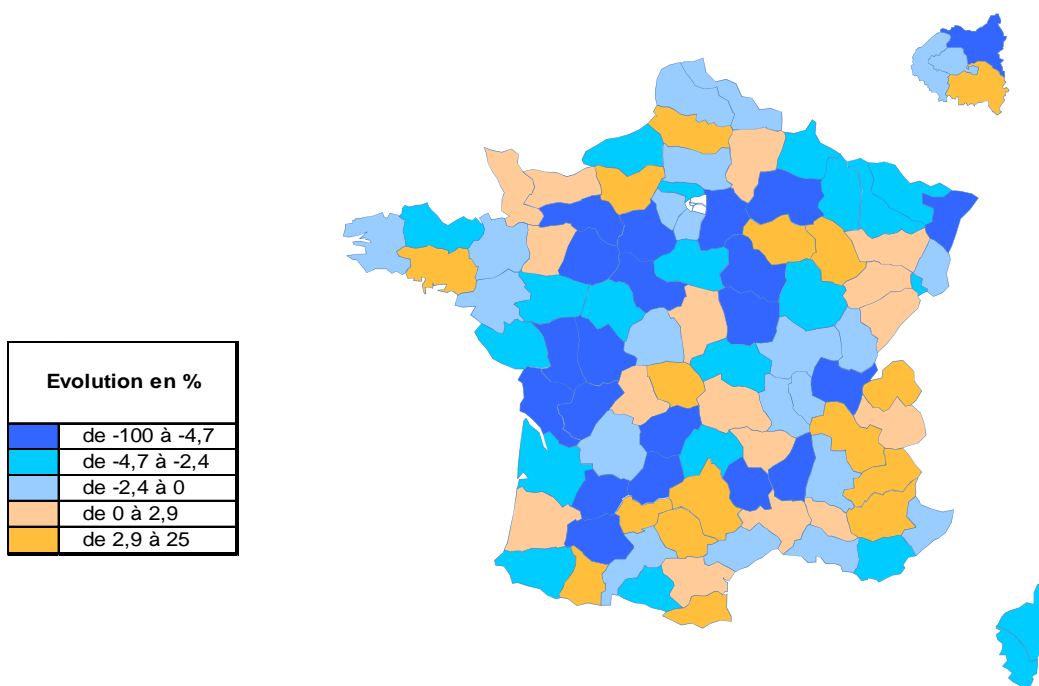 Evolution en %
de -100 à -4,7
de -4,7 à -2,4
de -2,4 à 0
de 0 à 2,9
de 2,9 à 25